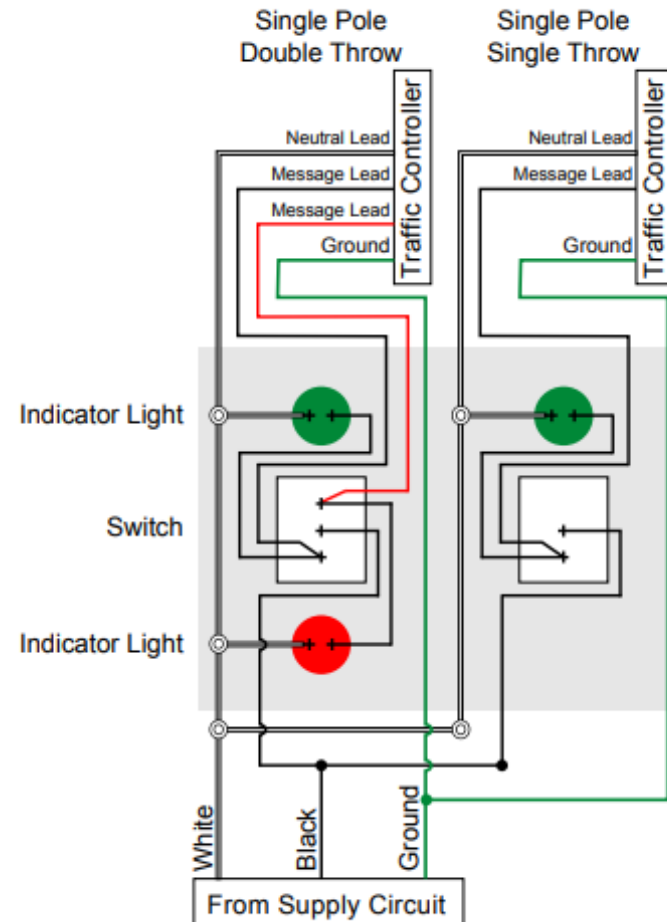 Single Pole
Double Throw
Single Pole
Single Throw
Traffic Controller
Neutral Lead
Message Lead
Message Lead
Ground
Traffic Controller
Neutral Lead
Message Lead
Ground
Indicator Light
Switch
Indicator Light
White
Black
Ground
From Supply Circuit